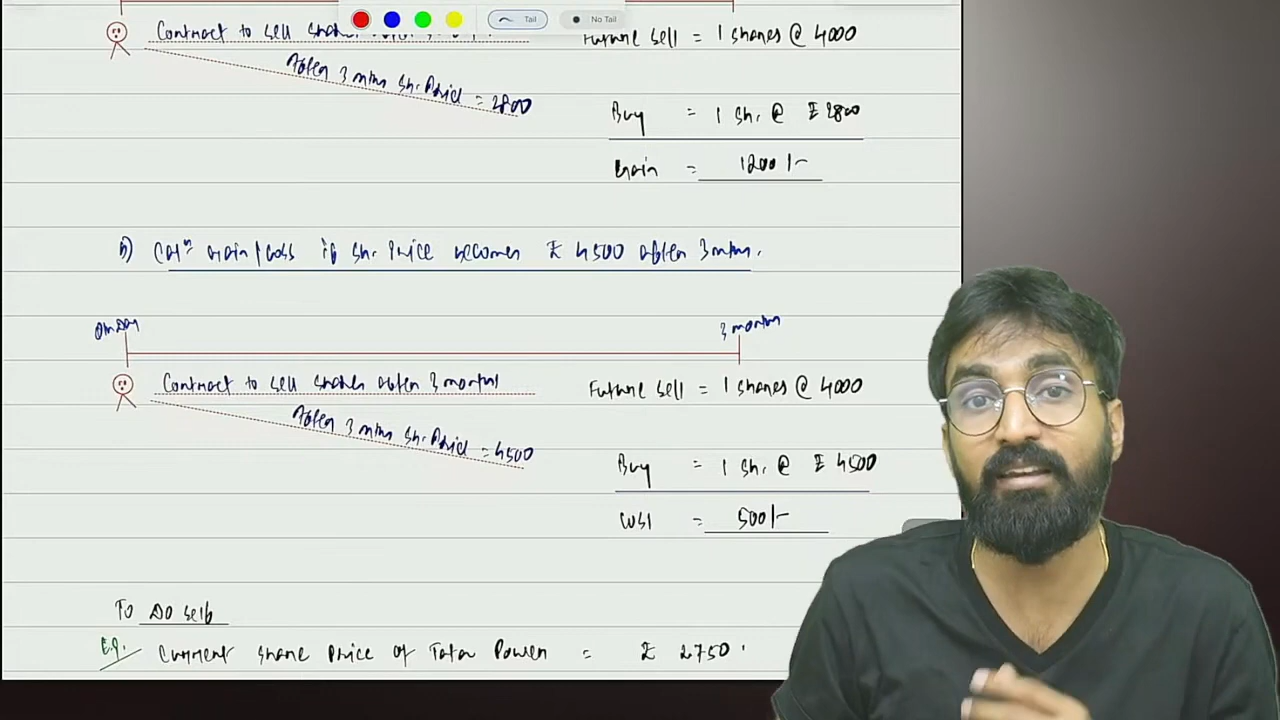 Tail
No Tail
Contract to sell
Future sell = 1 shares @ 4000
After 3 mths Sh. Price = 2800
Buy = 1 Sh. @ ₹ 2800
Gain = 1200/-
Calⁿ Gain/Loss if Sh. Price becomes ₹ 4500 after 3 mths.
3 months
Contract to sell shares after 3 months
Future sell = 1 shares @ 4000
After 3 mths Sh. Price = 4500
Buy = 1 Sh. @ ₹ 4500
Loss = 500/-
To Do self
E.g. Current Share Price of Tata Power = ₹ 2750